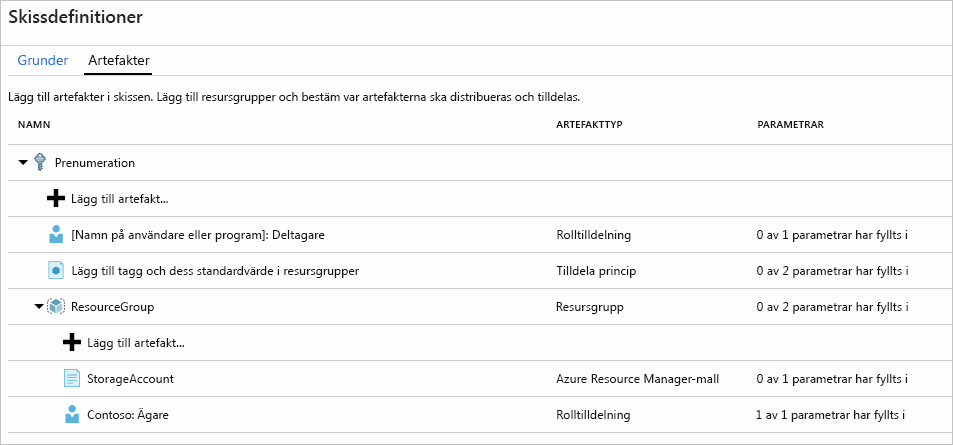 Skissdefinitioner
Grunder Artefakter
Lägg till artefakter i skissen. Lägg till resursgrupper och bestäm var artefakterna ska distribueras och tilldelas.
NAMN ARTEFAKTTYP PARAMETRAR
Prenumeration
Lägg till artefakt...
[Namn på användare eller program]: Deltagare Rolltilldelning 0 av 1 parametrar har fyllts i
Lägg till tagg och dess standardvärde i resursgrupper Tilldela princip 0 av 2 parametrar har fyllts i
ResourceGroup Resursgrupp 0 av 2 parametrar har fyllts i
Lägg till artefakt...
StorageAccount Azure Resource Manager-mall 0 av 1 parametrar har fyllts i
Contoso: Ägare Rolltilldelning 1 av 1 parametrar har fyllts i